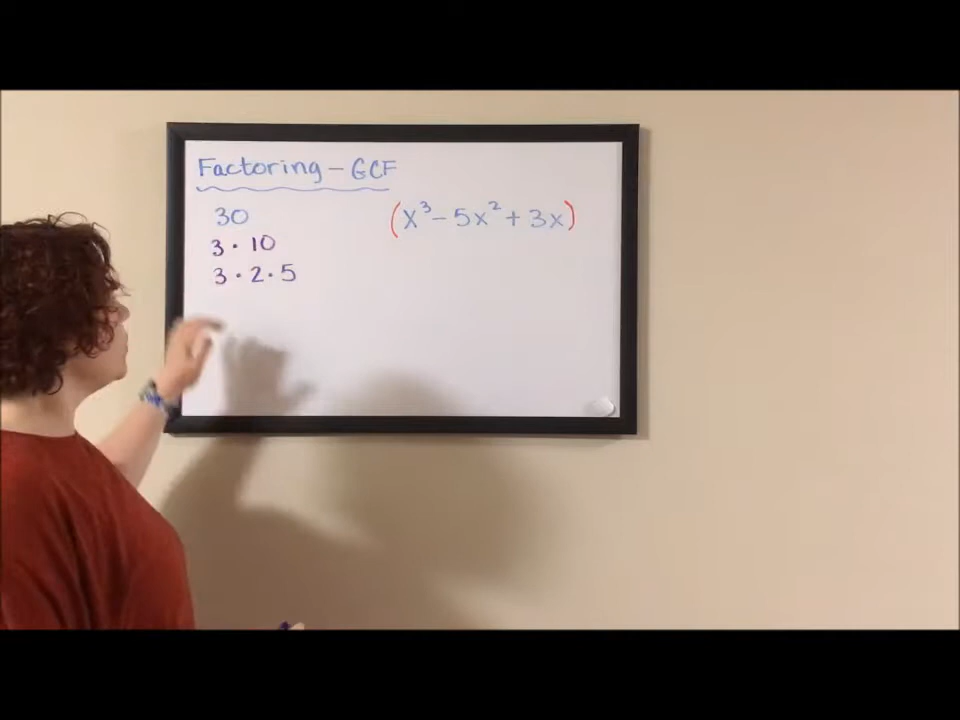 Factoring – GCF
30
3 · 10
3 · 2 · 5
(x³ – 5x² + 3x)